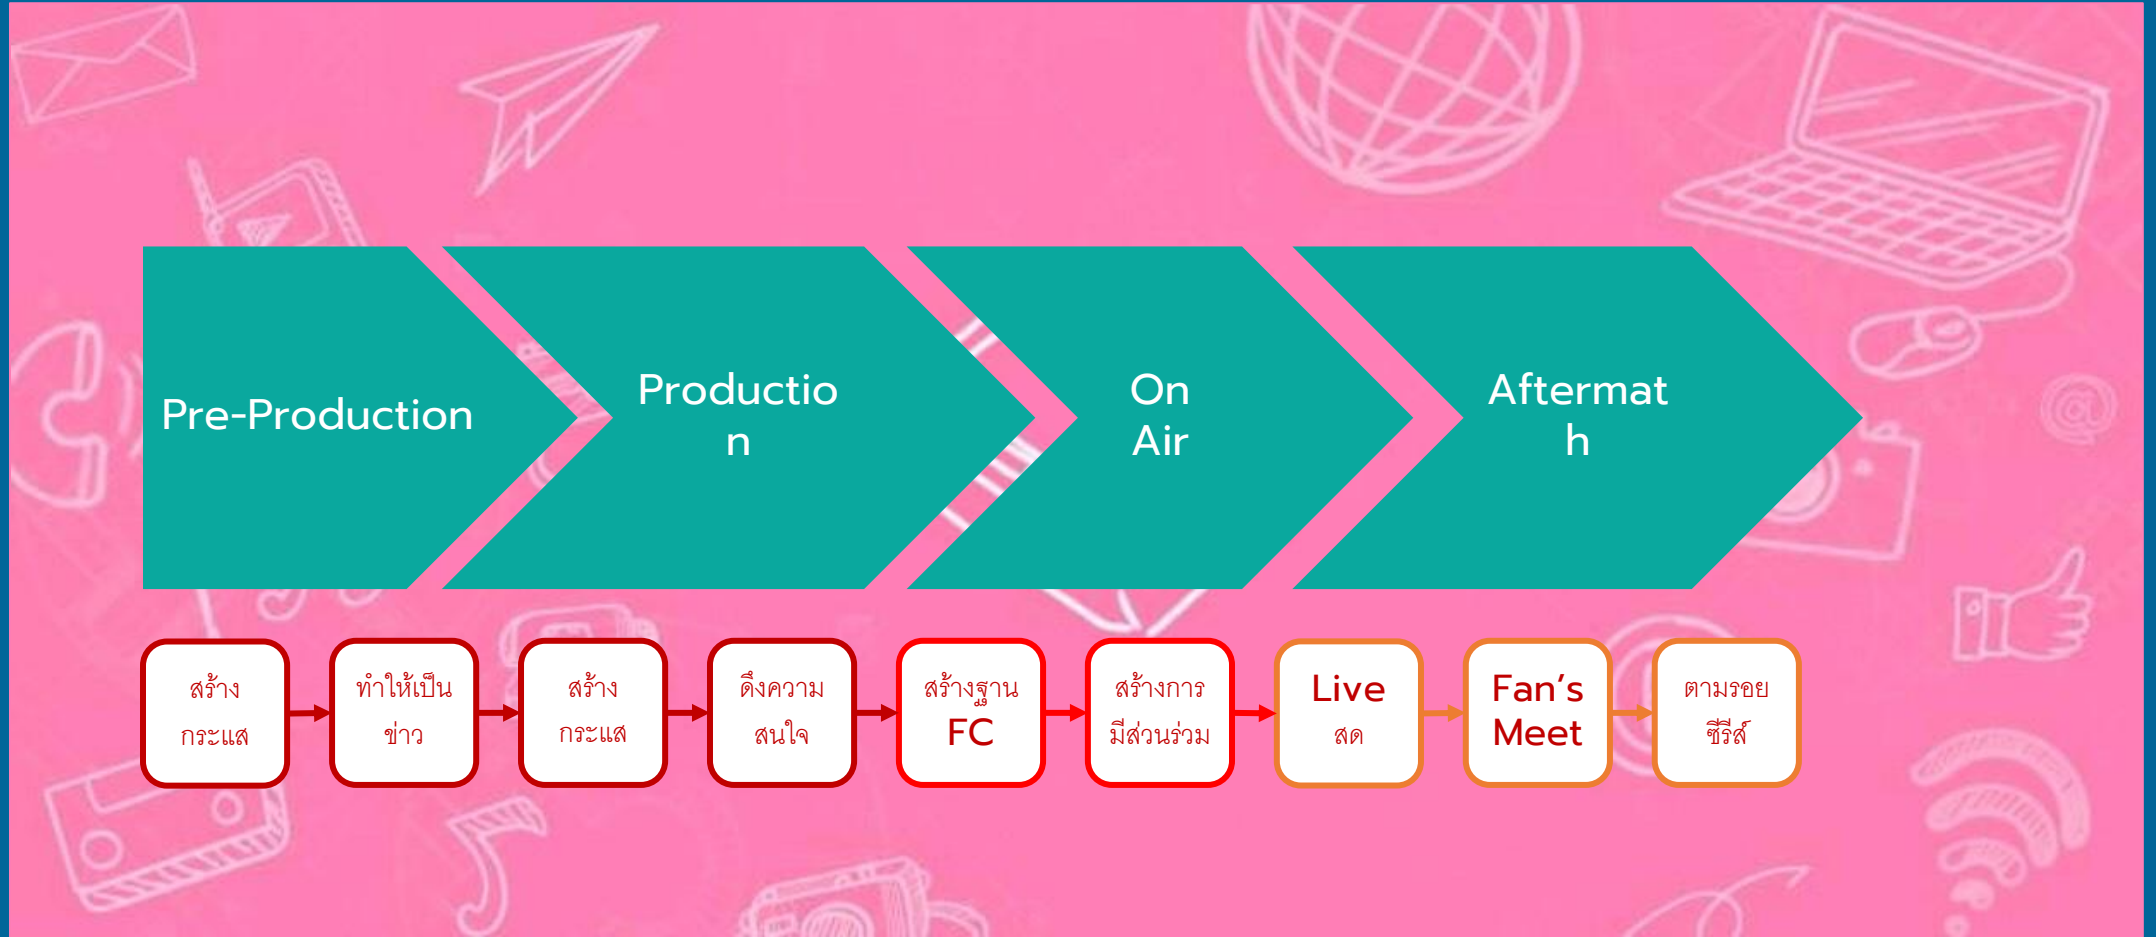 Pre-Production
Productio
n
On
Air
Aftermat
h
สร้าง
กระแส
ทำให้เป็น
ข่าว
สร้าง
กระแส
ดึงความ
สนใจ
สร้างฐาน
FC
สร้างการ
มีส่วนร่วม
Live
สด
Fan's
Meet
ตามรอย
ซีรีส์